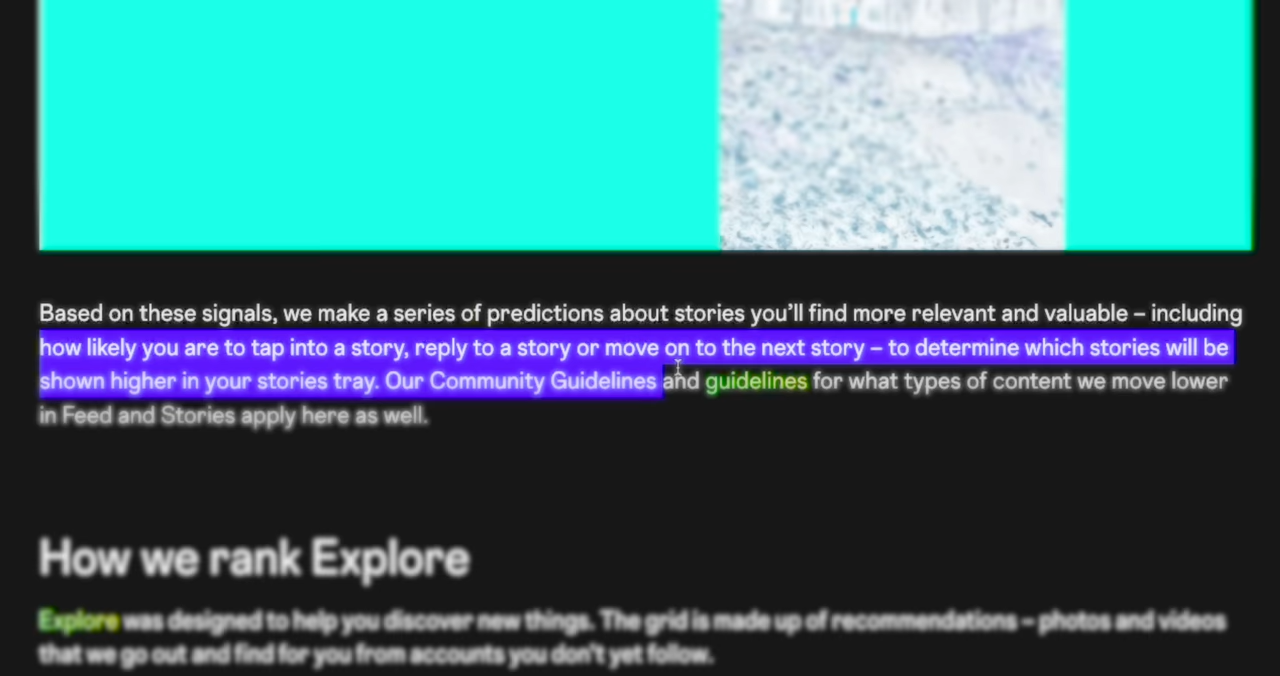 Based on these signals, we make a series of predictions about stories you’ll find more relevant and valuable – including
how likely you are to tap into a story, reply to a story or move on to the next story – to determine which stories will be
shown higher in your stories tray. Our Community Guidelines and guidelines for what types of content we move lower
in Feed and Stories apply here as well.
How we rank Explore
Explore was designed to help you discover new things. The grid is made up of recommendations – photos and videos
that we go out and find for you from accounts you don’t yet follow.